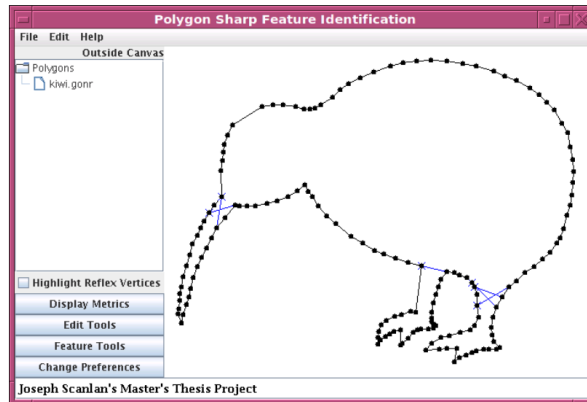 Polygon Sharp Feature Identification
File Edit Help
Outside Canvas
Polygons
kiwi.gonr
Highlight Reflex Vertices
Display Metrics
Edit Tools
Feature Tools
Change Preferences
Joseph Scanlan's Master's Thesis Project